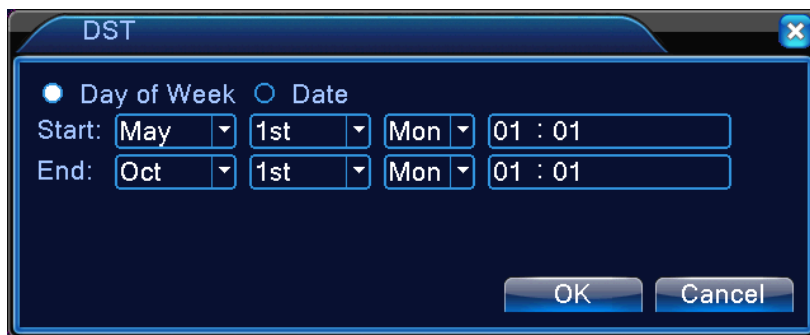 DST
Day of Week Date
Start: May 1st Mon 01 : 01
End: Oct 1st Mon 01 : 01
OK Cancel